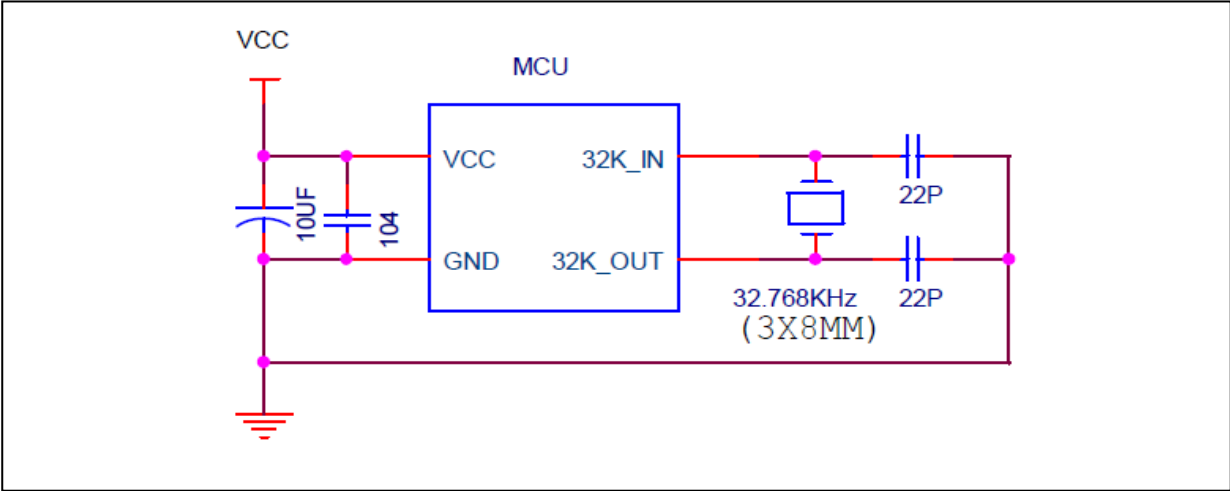 VCC
MCU
VCC
32K_IN
22P
10UF
104
GND
32K_OUT
32.768KHz
22P
(3X8MM)